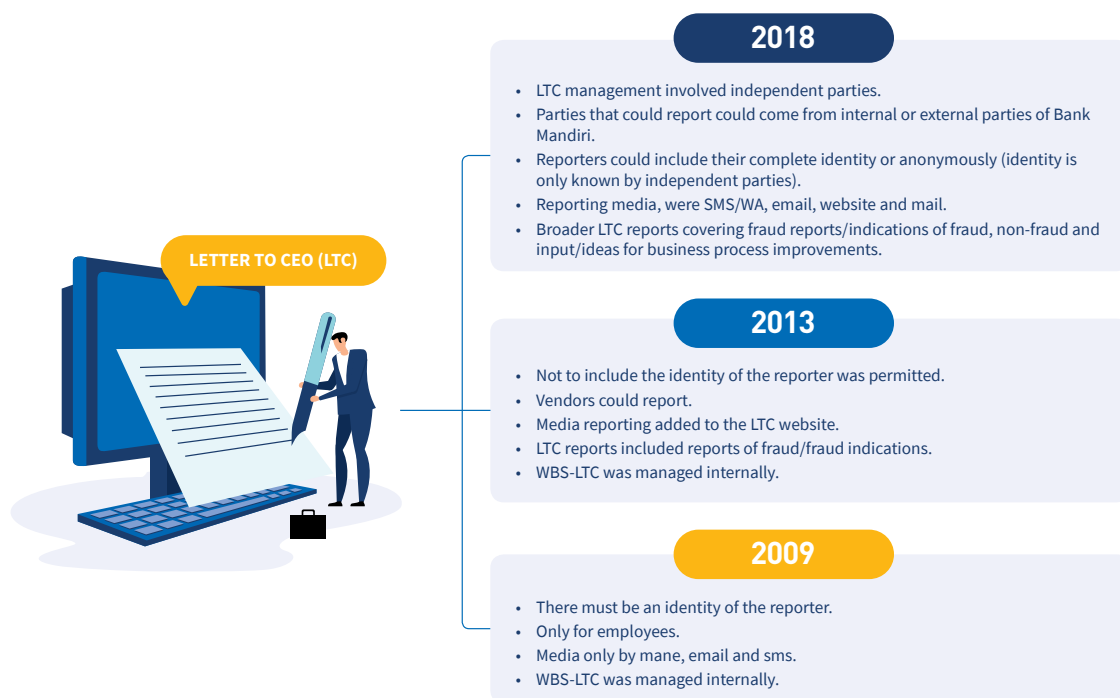 LETTER TO CEO (LTC)
2018
• LTC management involved independent parties.
• Parties that could report could come from internal or external parties of Bank
Mandiri.
• Reporters could include their complete identity or anonymously (identity is
only known by independent parties).
• Reporting media, were SMS/WA, email, website and mail.
• Broader LTC reports covering fraud reports/indications of fraud, non-fraud and
input/ideas for business process improvements.
2013
• Not to include the identity of the reporter was permitted.
• Vendors could report.
• Media reporting added to the LTC website.
• LTC reports included reports of fraud/fraud indications.
• WBS-LTC was managed internally.
2009
• There must be an identity of the reporter.
• Only for employees.
• Media only by mane, email and sms.
• WBS-LTC was managed internally.